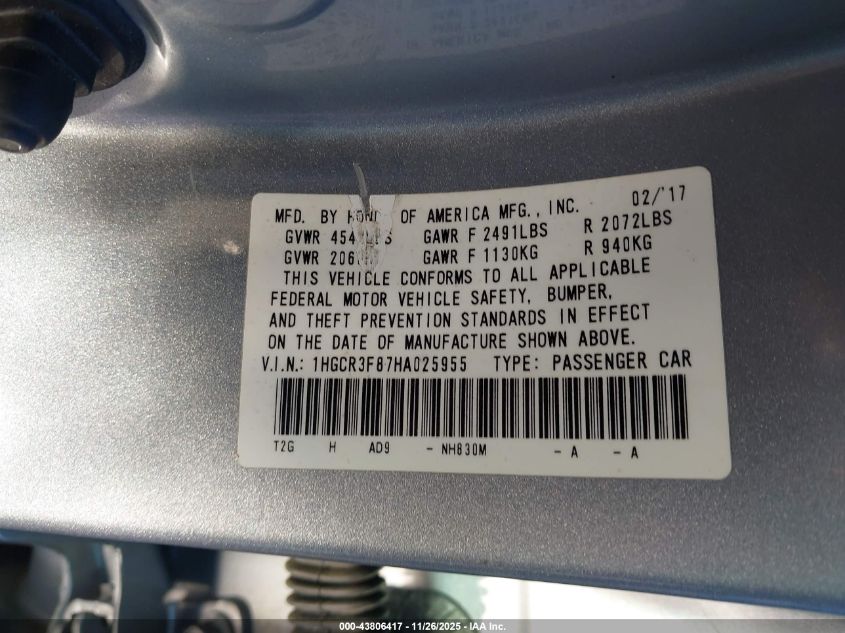 02/'17
MFD. BY OF AMERICA MFG., INC.
GVWR GAWR F 2491LBS R 2072LBS
GVWR GAWR F 1130KG R 940KG
THIS VEHICLE CONFORMS TO ALL APPLICABLE
FEDERAL MOTOR VEHICLE SAFETY, BUMPER,
AND THEFT PREVENTION STANDARDS IN EFFECT
ON THE DATE OF MANUFACTURE SHOWN ABOVE.
V.I.N.: 1HGCR3F87HA025955 TYPE: PASSENGER CAR
T2G H AD9 - NH830M - A - A
000-43806417 - 11/26/2025 - IAA Inc.